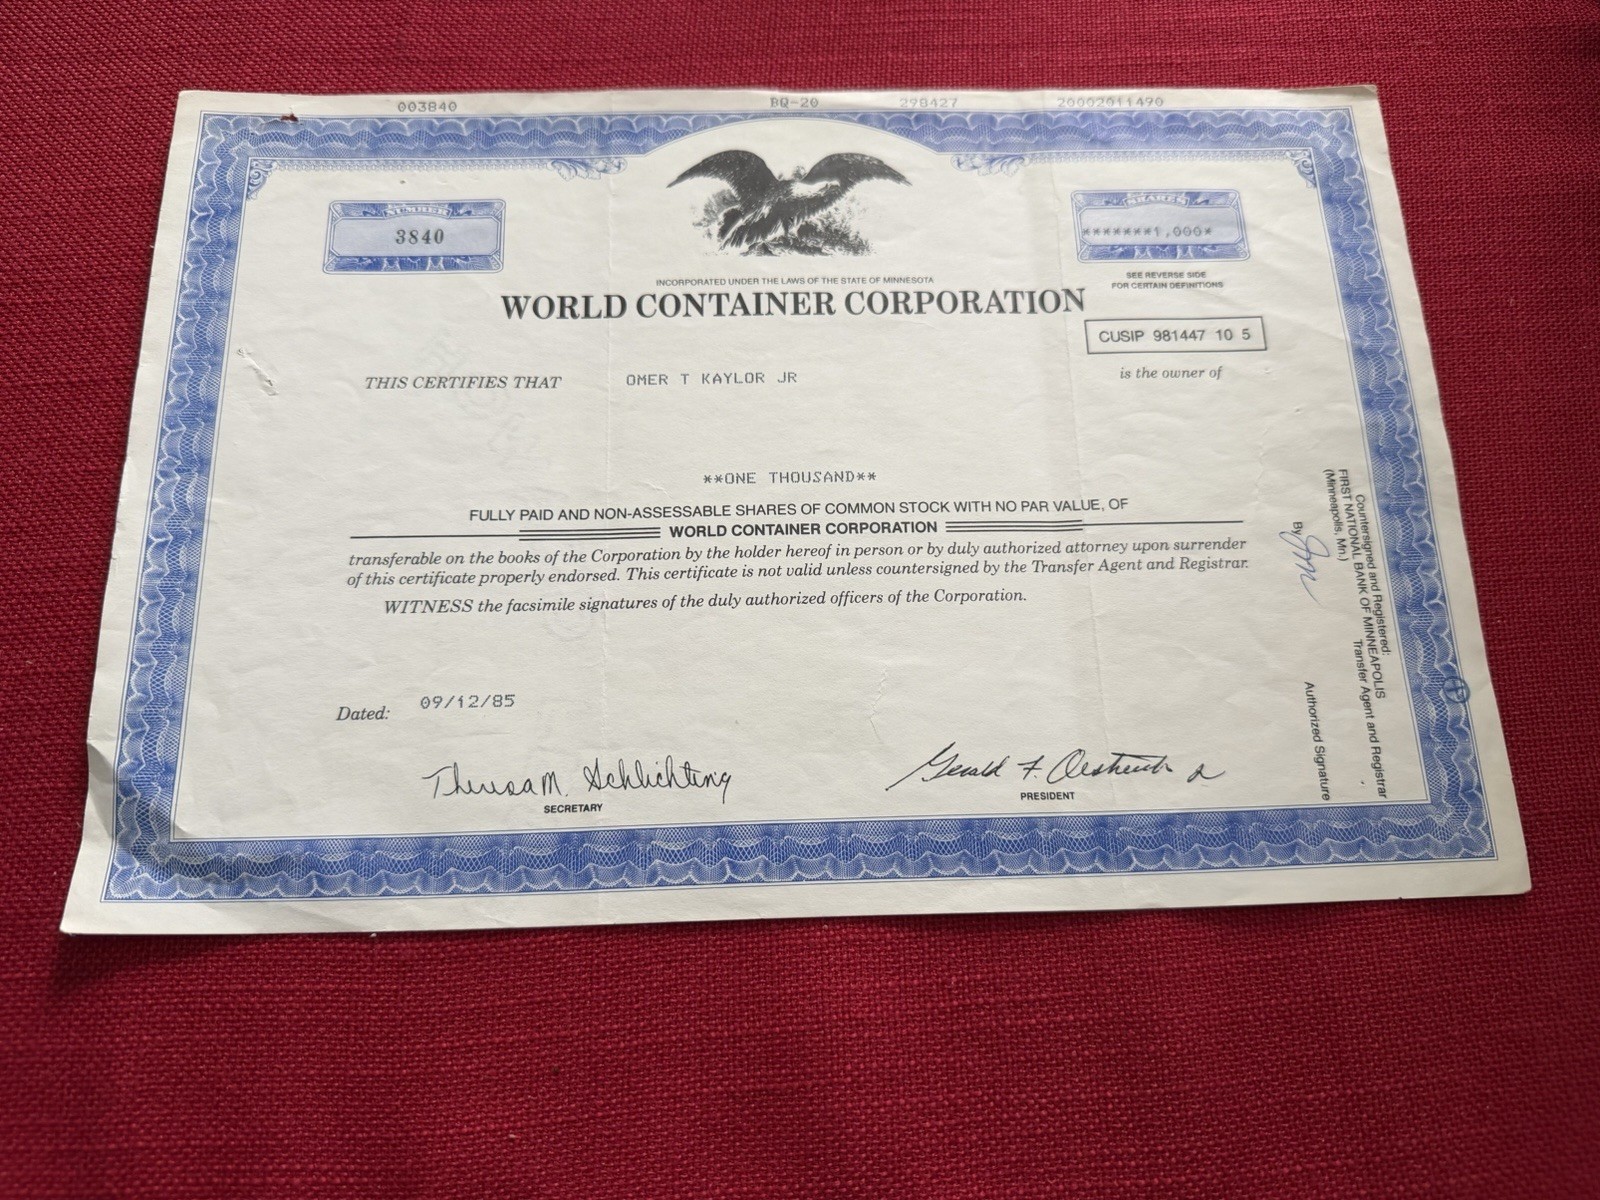 003840 BQ-20 298427 20002011490
NUMBER
3840
SHARES
*******1,000*
SEE REVERSE SIDE
FOR CERTAIN DEFINITIONS
INCORPORATED UNDER THE LAWS OF THE STATE OF MINNESOTA
WORLD CONTAINER CORPORATION
CUSIP 981447 10 5
THIS CERTIFIES THAT OMER T KAYLOR JR is the owner of
**ONE THOUSAND**
FULLY PAID AND NON-ASSESSABLE SHARES OF COMMON STOCK WITH NO PAR VALUE, OF
WORLD CONTAINER CORPORATION
transferable on the books of the Corporation by the holder hereof in person or by duly authorized attorney upon surrender
of this certificate properly endorsed. This certificate is not valid unless countersigned by the Transfer Agent and Registrar.
WITNESS the facsimile signatures of the duly authorized officers of the Corporation.
Dated: 09/12/85
Theresa M. Schlichting
SECRETARY
Gerald F.
PRESIDENT
Countersigned and Registered:
FIRST NATIONAL BANK OF MINNEAPOLIS
(Minneapolis, Mn.) Transfer Agent and Registrar
By
Authorized Signature